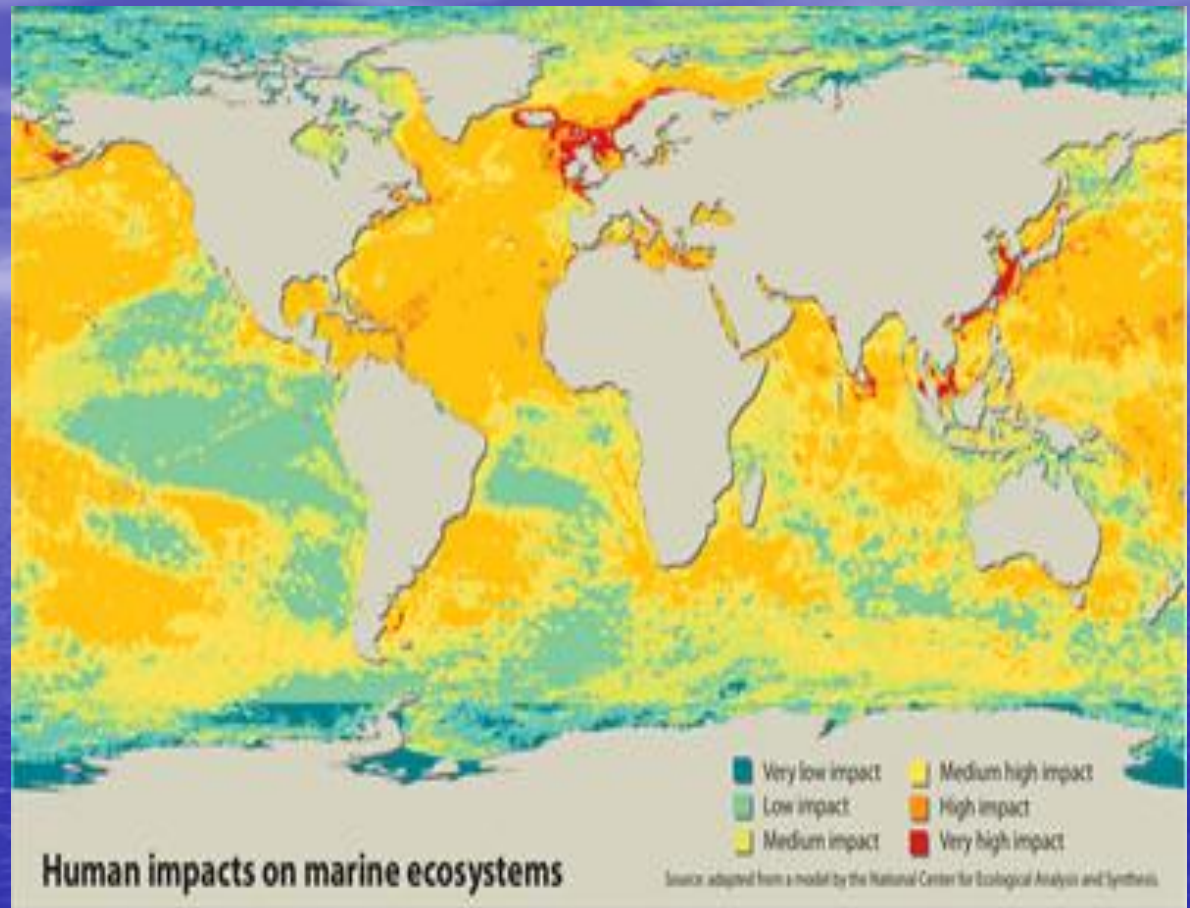 Very low impact
Low impact
Medium impact
Medium high impact
High impact
Very high impact
Human impacts on marine ecosystems
Source: adapted from a model by the National Center for Ecological Analysis and Synthesis.